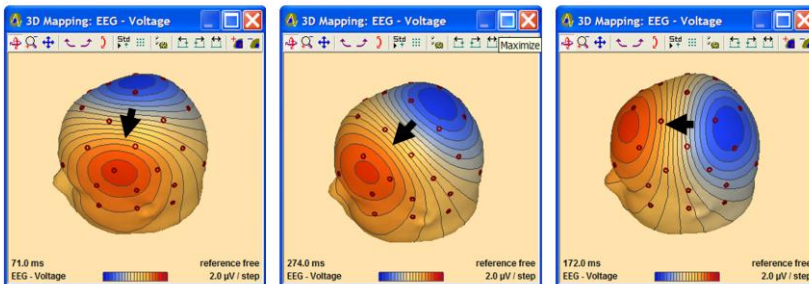 3D Mapping: EEG - Voltage
Std
71.0 ms
reference free
EEG - Voltage
2.0 µV / step
3D Mapping: EEG - Voltage
Std
Maximize
274.0 ms
reference free
EEG - Voltage
2.0 µV / step
3D Mapping: EEG - Voltage
Std
172.0 ms
reference free
EEG - Voltage
2.0 µV / step